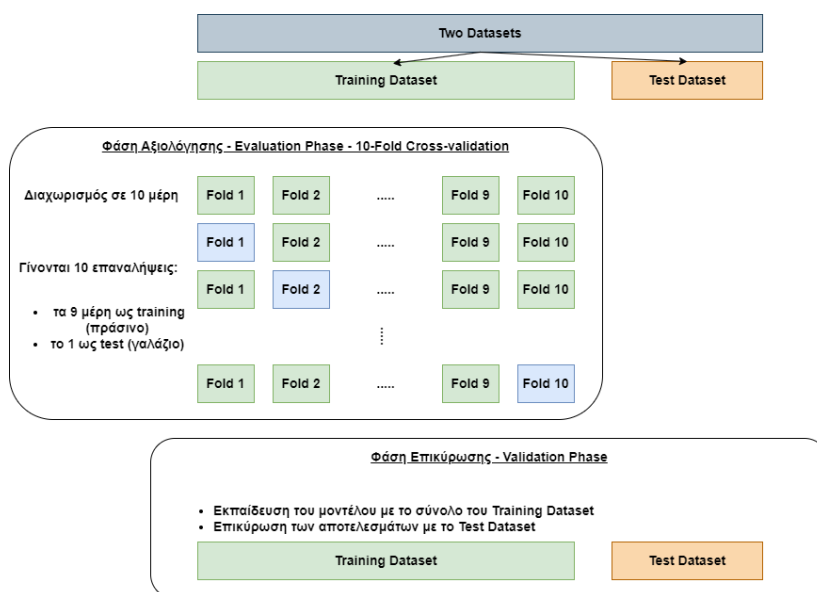 Two Datasets
Training Dataset Test Dataset
Φάση Αξιολόγησης - Evaluation Phase - 10-Fold Cross-validation
Διαχωρισμός σε 10 μέρη Fold 1 Fold 2 ..... Fold 9 Fold 10
Fold 1 Fold 2 ..... Fold 9 Fold 10
Γίνονται 10 επαναλήψεις:
Fold 1 Fold 2 ..... Fold 9 Fold 10
• τα 9 μέρη ως training
(πράσινο)
• το 1 ως test (γαλάζιο)
Fold 1 Fold 2 ..... Fold 9 Fold 10
Φάση Επικύρωσης - Validation Phase
• Εκπαίδευση του μοντέλου με το σύνολο του Training Dataset
• Επικύρωση των αποτελεσμάτων με το Test Dataset
Training Dataset Test Dataset